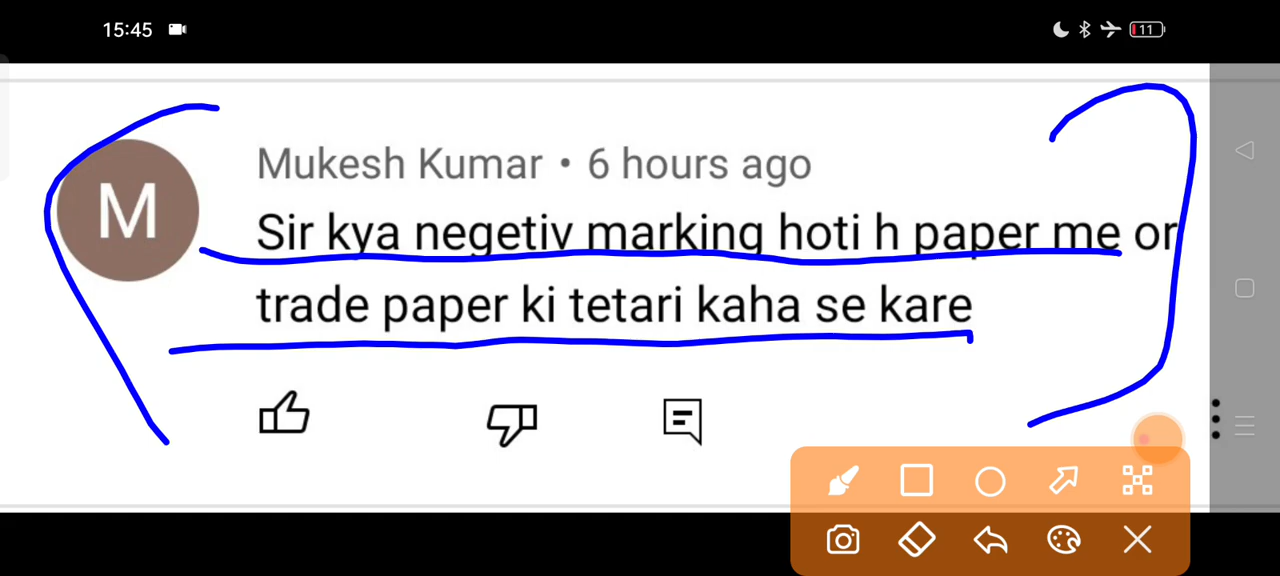 15:45
11
M
Mukesh Kumar • 6 hours ago
Sir kya negetiv marking hoti h paper me or
trade paper ki tetari kaha se kare